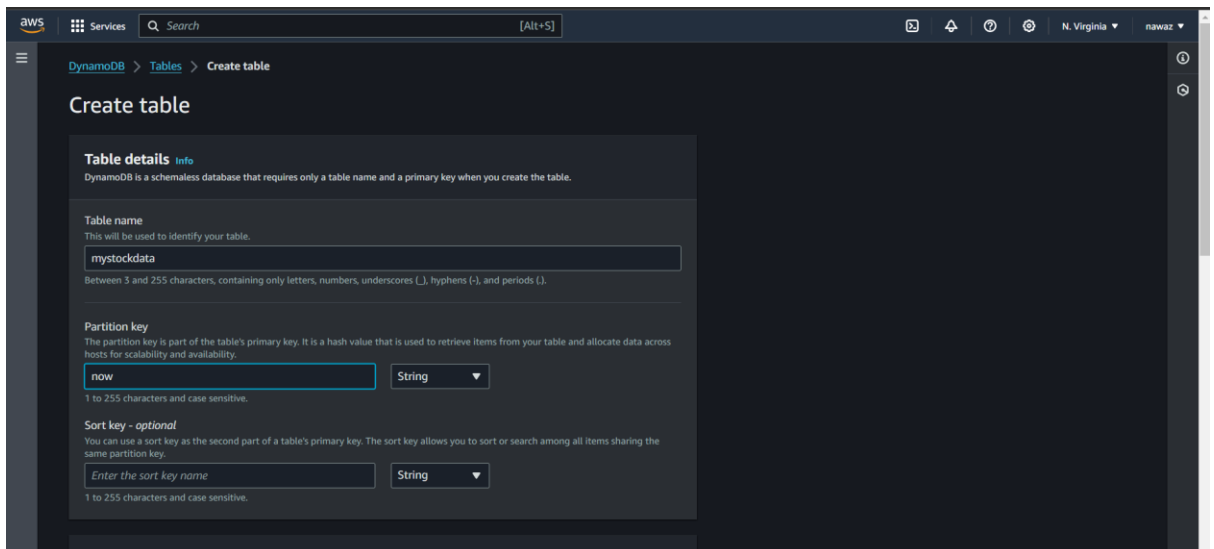 aws
Services
Search
[Alt+S]
N. Virginia
nawaz
DynamoDB > Tables > Create table
Create table
Table details Info
DynamoDB is a schemaless database that requires only a table name and a primary key when you create the table.
Table name
This will be used to identify your table.
mystockdata
Between 3 and 255 characters, containing only letters, numbers, underscores (_), hyphens (-), and periods (.).
Partition key
The partition key is part of the table's primary key. It is a hash value that is used to retrieve items from your table and allocate data across
hosts for scalability and availability.
now
String
1 to 255 characters and case sensitive.
Sort key - optional
You can use a sort key as the second part of a table's primary key. The sort key allows you to sort or search among all items sharing the
same partition key.
Enter the sort key name
String
1 to 255 characters and case sensitive.